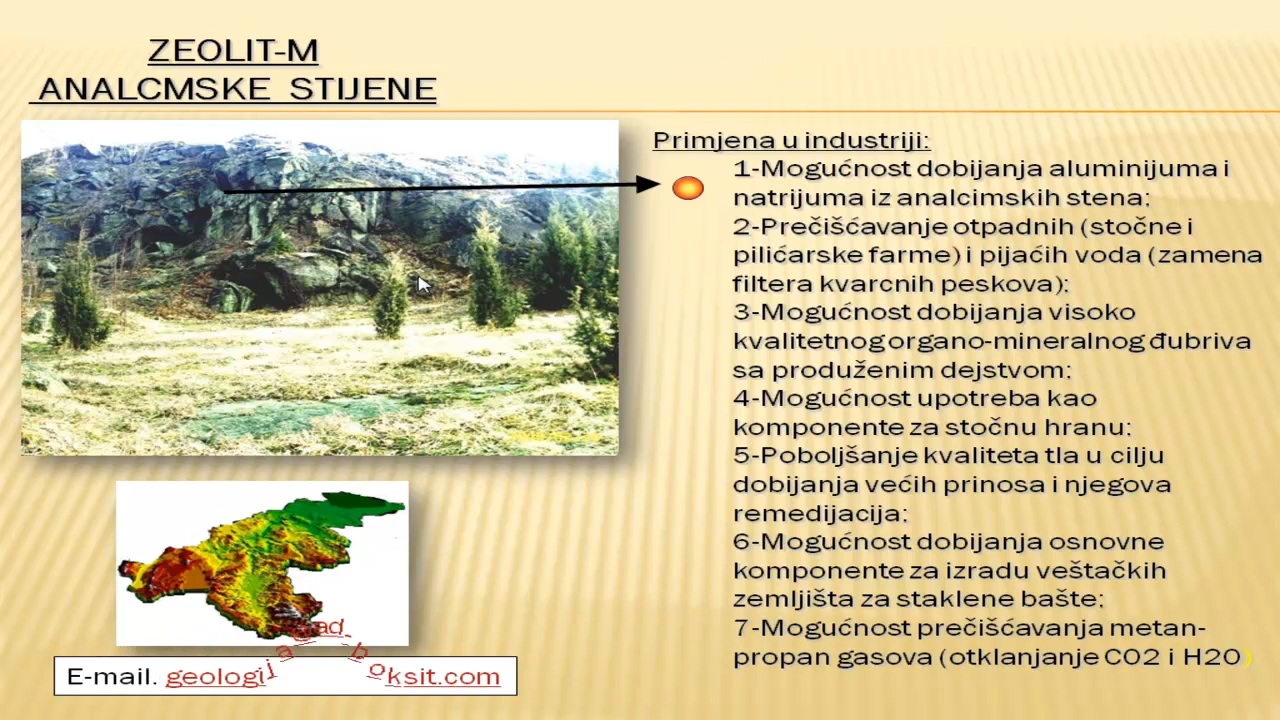 ZEOLIT-M
ANALCMSKE STIJENE
Primjena u industriji:
1-Mogućnost dobijanja aluminijuma i
natrijuma iz analcimskih stena;
2-Prečišćavanje otpadnih (stočne i
pilićarske farme) i pijaćih voda (zamena
filtera kvarcnih peskova);
3-Mogućnost dobijanja visoko
kvalitetnog organo-mineralnog đubriva
sa produženim dejstvom;
4-Mogućnost upotreba kao
komponente za stočnu hranu;
5-Poboljšanje kvaliteta tla u cilju
dobijanja većih prinosa i njegova
remedijacija;
6-Mogućnost dobijanja osnovne
komponente za izradu veštačkih
zemljišta za staklene bašte;
7-Mogućnost prečišćavanja metan-
propan gasova (otklanjanje CO2 i H2O)
E-mail. geologija ad boksit.com